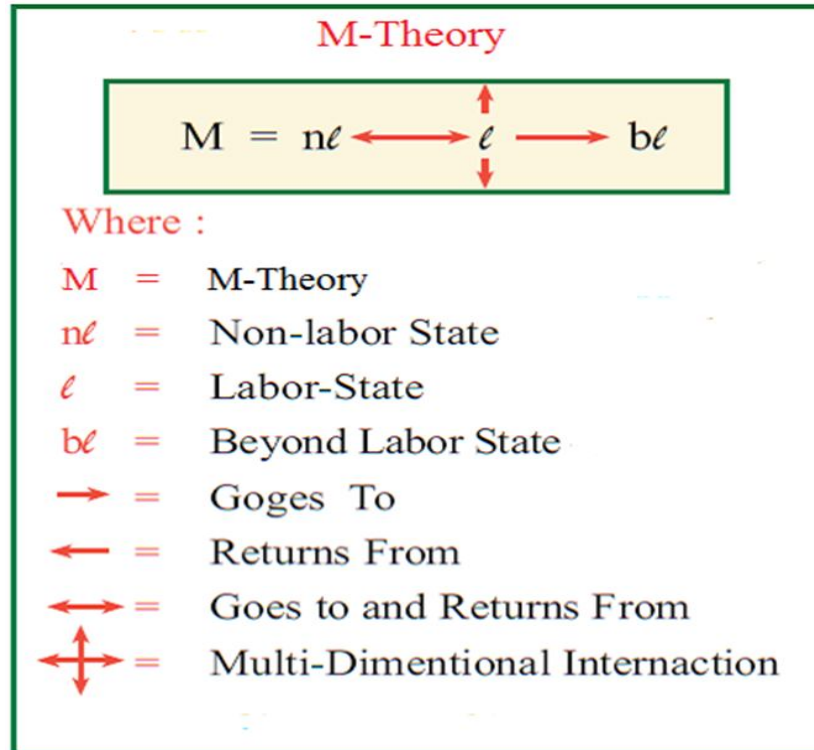 M-Theory
M = nℓ ⟷ ℓ ⟶ bℓ
Where :
M = M-Theory
nℓ = Non-labor State
ℓ = Labor-State
bℓ = Beyond Labor State
→ = Goges To
← = Returns From
↔ = Goes to and Returns From
= Multi-Dimentional Internaction